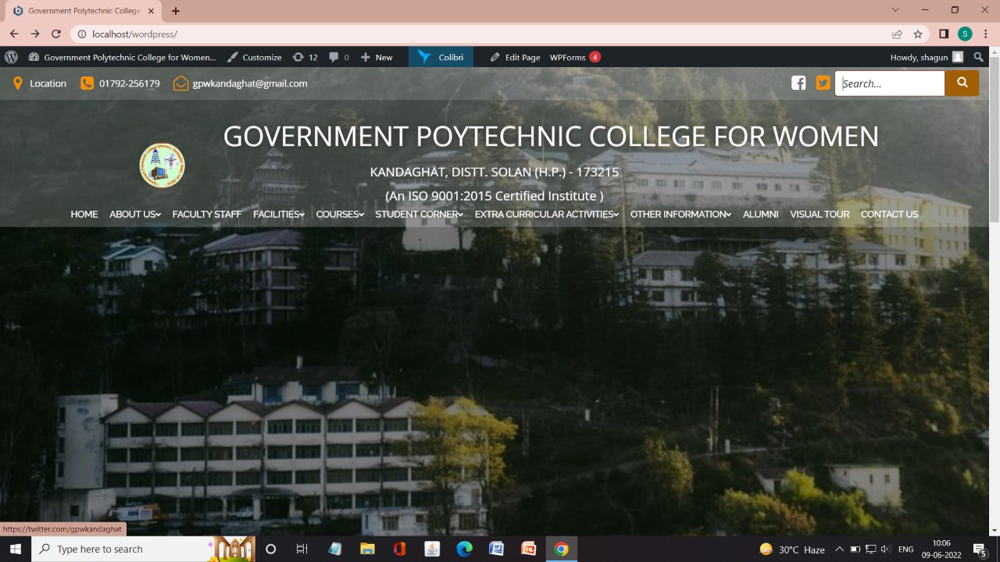 Government Polytechnic College
localhost/wordpress/
S
Government Polytechnic College for Women... Customize 12 0 New Colibri Edit Page WPForms 4 Howdy, shagun
Location 01792-256179 gpwkandaghat@gmail.com Search...
GOVERNMENT POYTECHNIC COLLEGE FOR WOMEN
KANDAGHAT, DISTT. SOLAN (H.P.) - 173215
(An ISO 9001:2015 Certified Institute )
HOME ABOUT US FACULTY STAFF FACILITIES COURSES STUDENT CORNER EXTRA CURRICULAR ACTIVITIES OTHER INFORMATION ALUMNI VISUAL TOUR CONTACT US
https://twitter.com/gpwkandaghat
Type here to search 30°C Haze ENG 10:06
09-06-2022 5